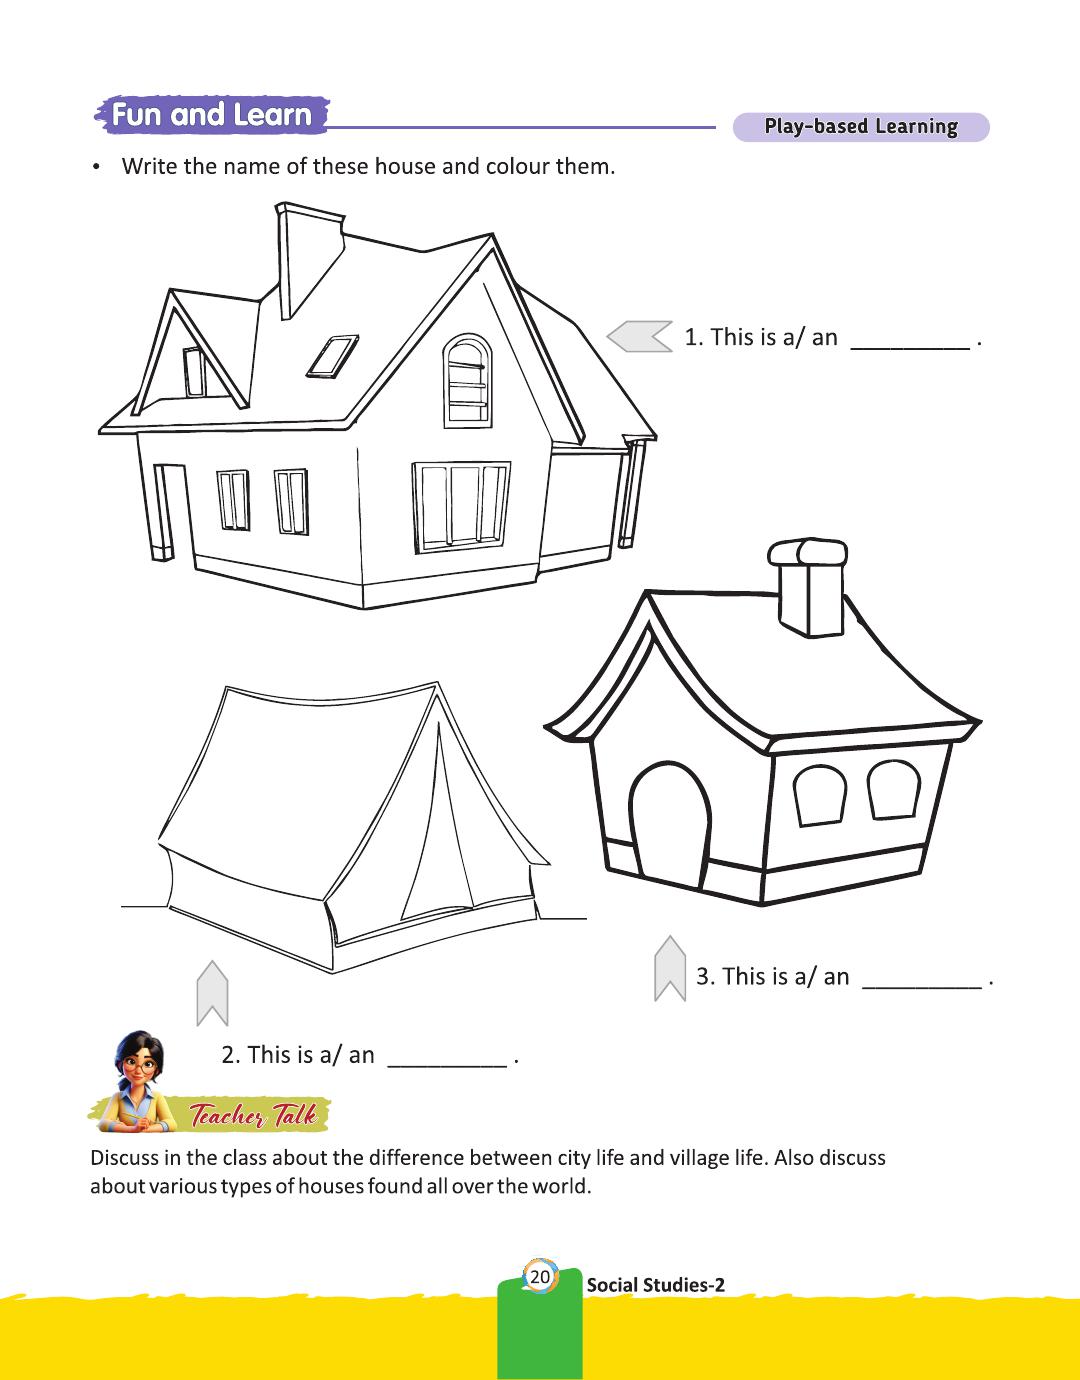 Fun and Learn
Play-based Learning
• Write the name of these house and colour them.
1. This is a/ an _________ .
3. This is a/ an _________ .
2. This is a/ an _________ .
Teacher Talk
Discuss in the class about the difference between city life and village life. Also discuss
about various types of houses found all over the world.
20
Social Studies-2